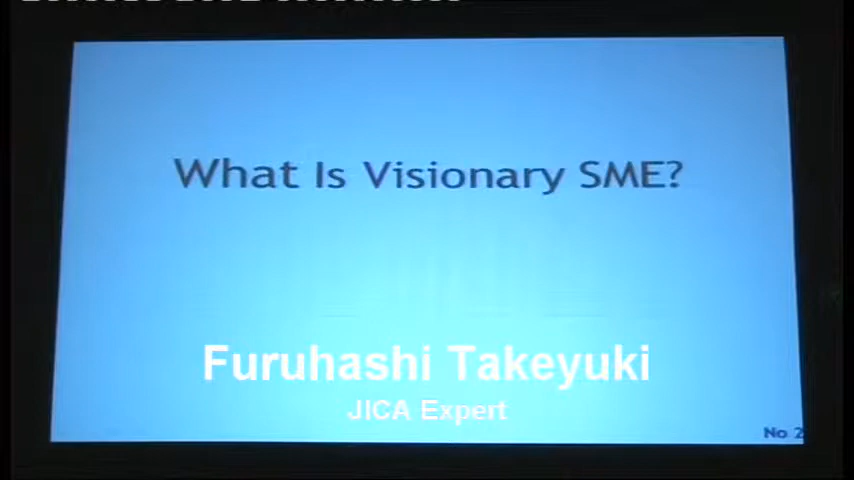 What Is Visionary SME?
Furuhashi Takeyuki
JICA Expert
No 2